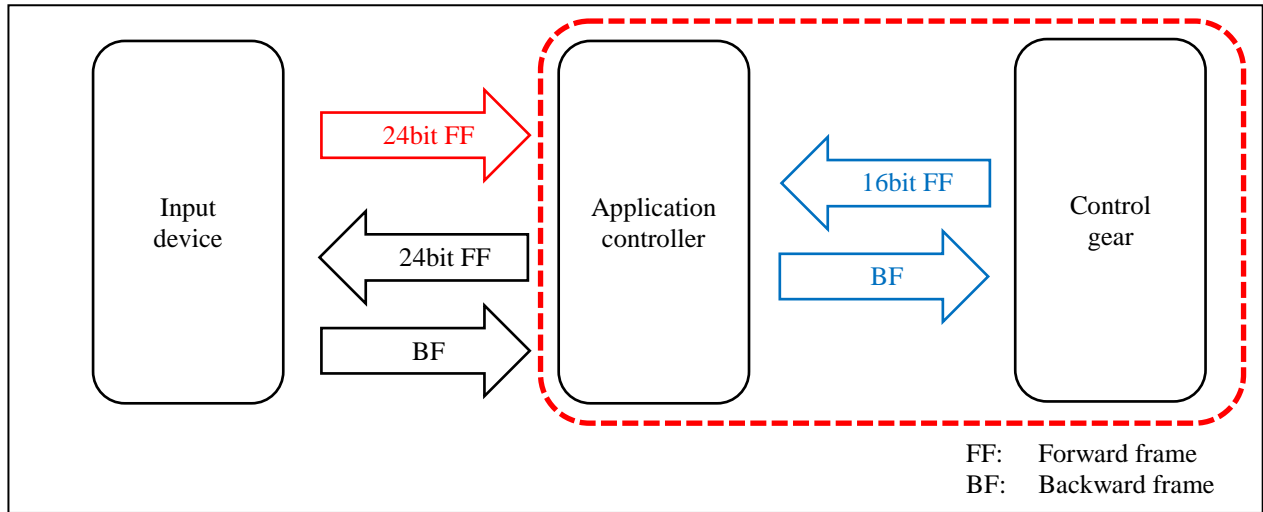 24bit FF
16bit FF
Input
device
Application
controller
Control
gear
24bit FF
BF
BF
FF: Forward frame
BF: Backward frame